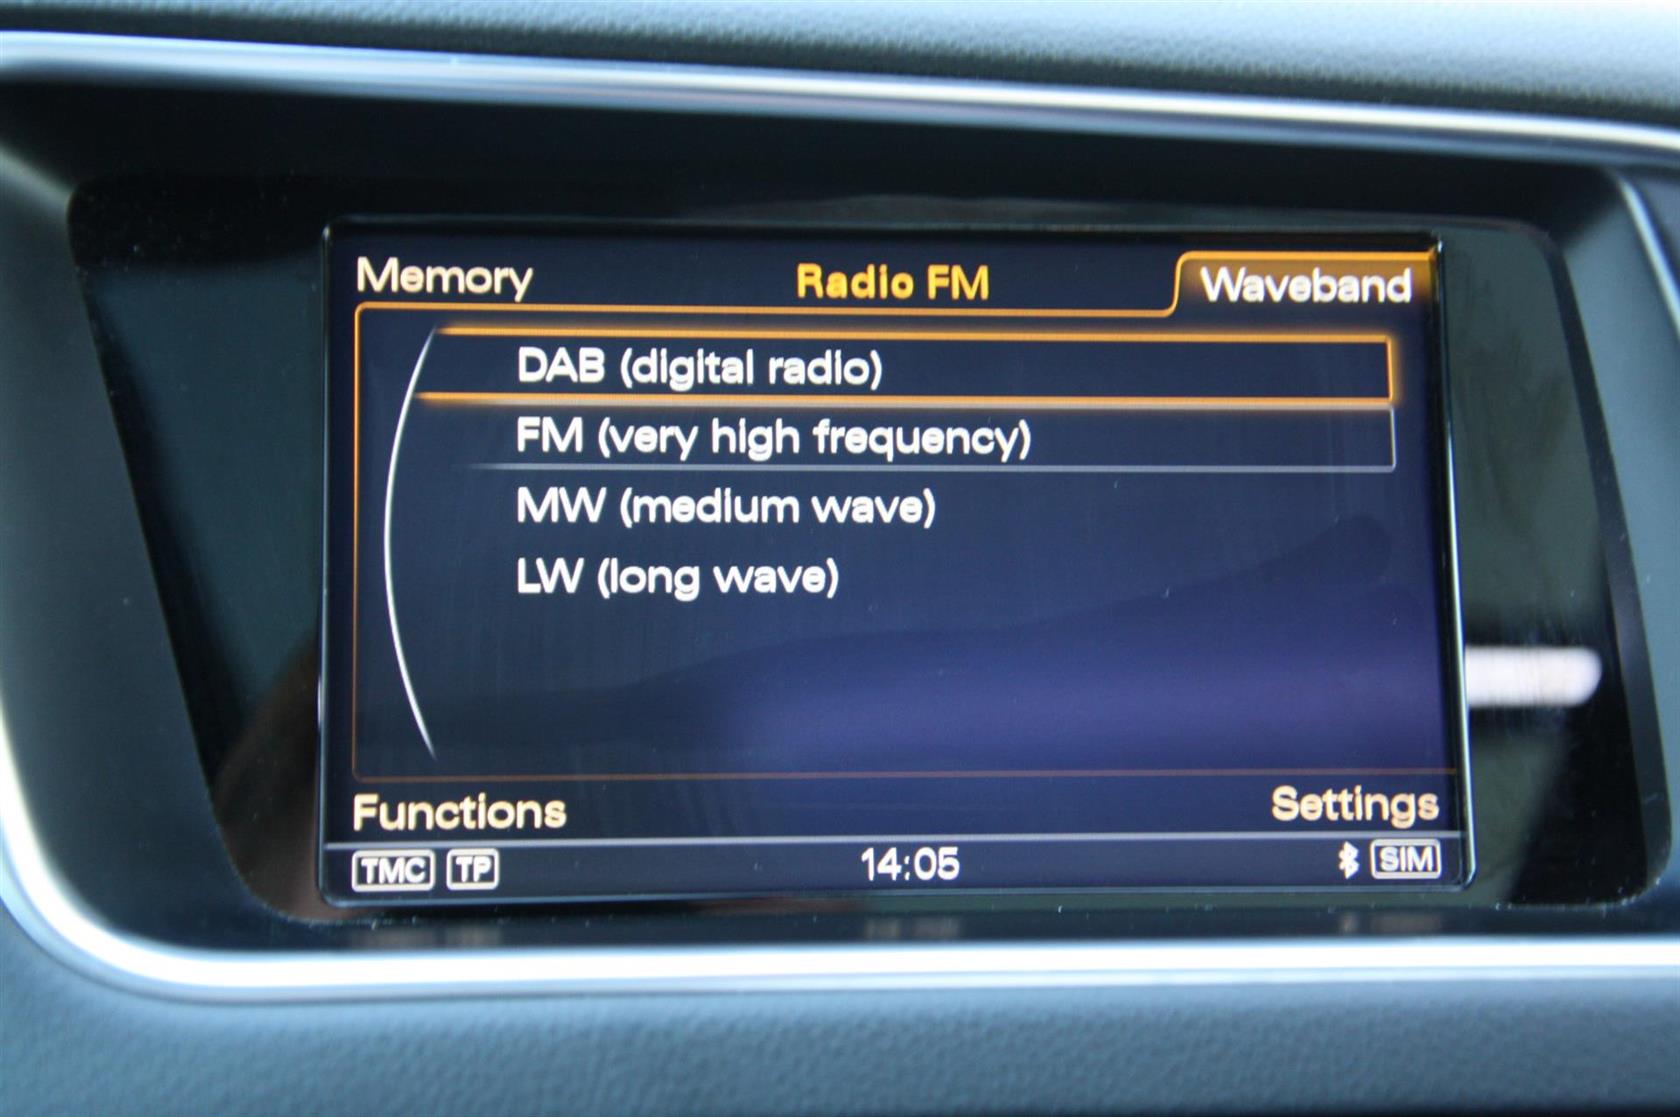 Memory Radio FM Waveband
DAB (digital radio)
FM (very high frequency)
MW (medium wave)
LW (long wave)
Functions Settings
TMC TP 14:05 SIM